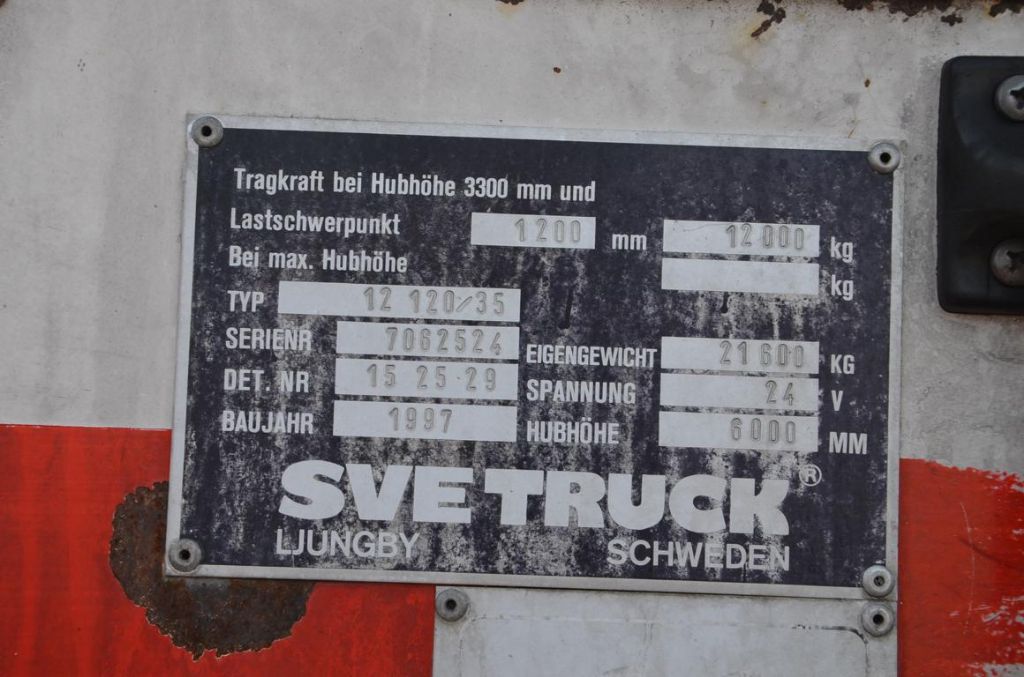 Tragkraft bei Hubhöhe 3300 mm und
Lastschwerpunkt 1200 mm 12000 kg
Bei max. Hubhöhe kg
TYP 12 120/35
SERIENR 7062524 EIGENGEWICHT 21600 KG
DET. NR 15 25 29 SPANNUNG 24 V
BAUJAHR 1997 HUBHÖHE 6000 MM
SVETRUCK®
LJUNGBY SCHWEDEN